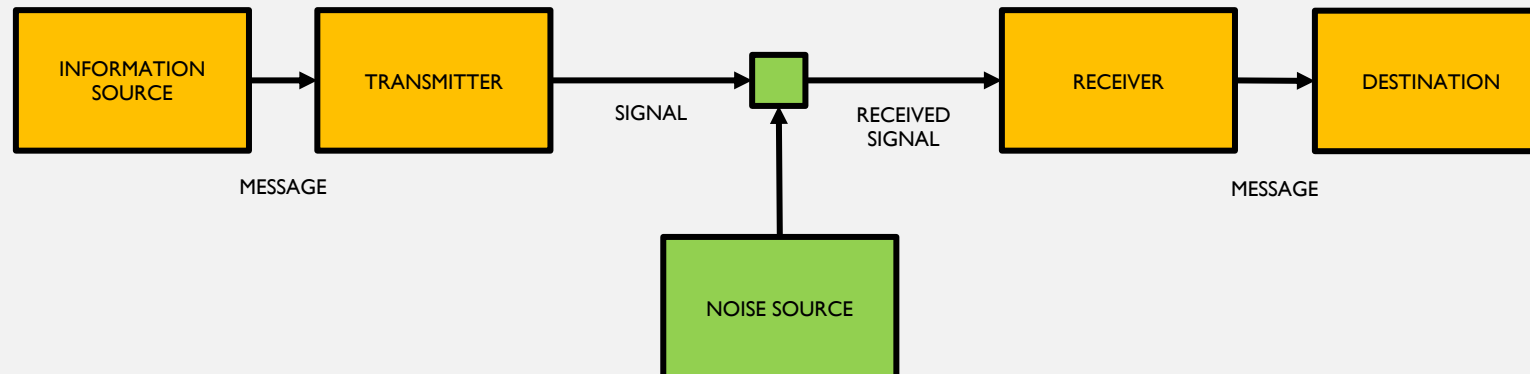 INFORMATION
SOURCE
TRANSMITTER
SIGNAL
RECEIVED
SIGNAL
RECEIVER
DESTINATION
MESSAGE
MESSAGE
NOISE SOURCE